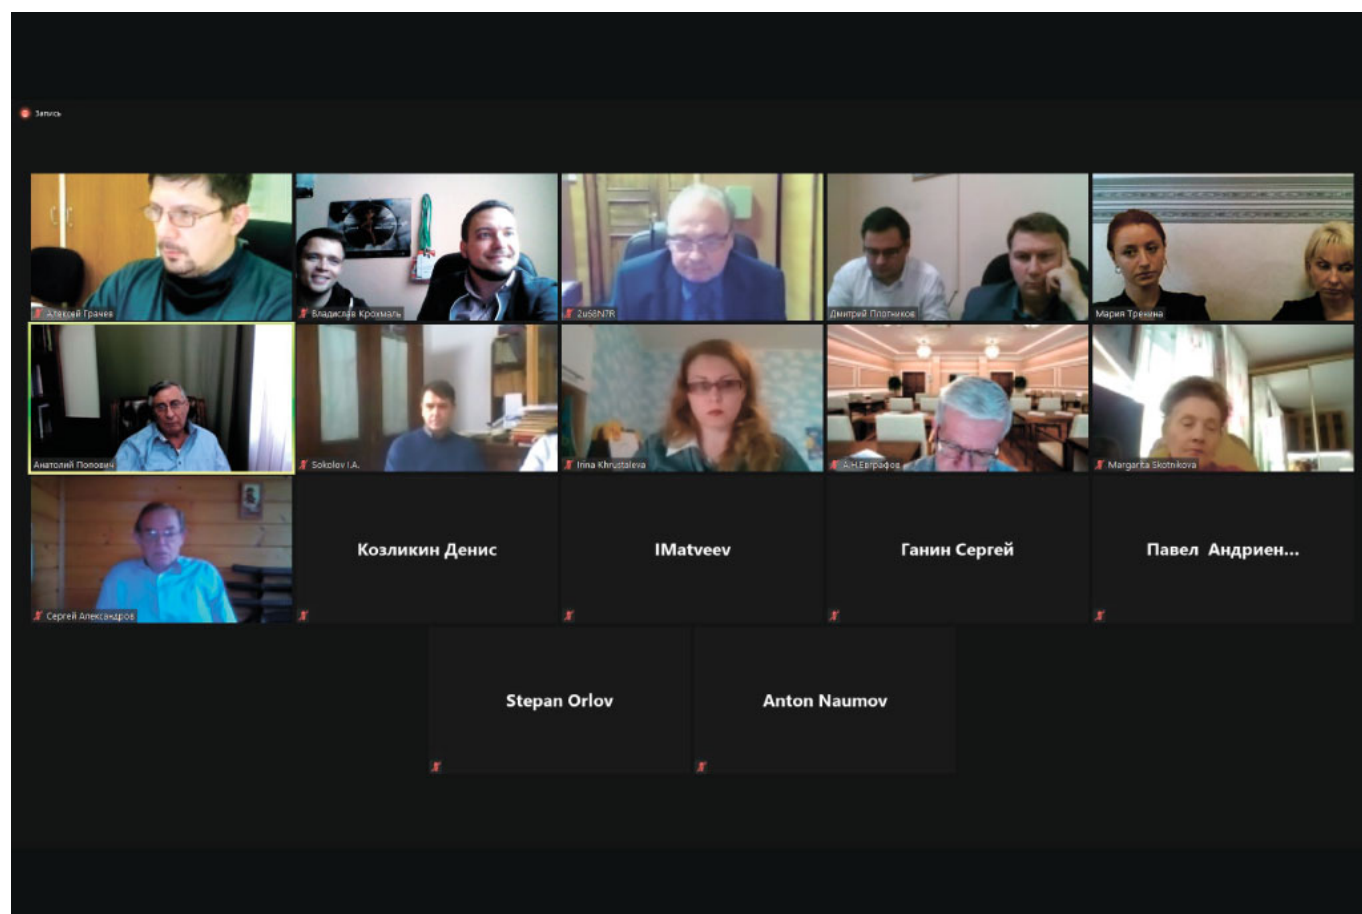 Запись
Алексей Грачев
Владислав Крохмаль
2u68N7R
Дмитрий Плотников
Мария Тренина
Анатолий Попович
Sokolov I.A.
Irina Khrustaleva
А.Н.Евграфов
Margarita Skotnikova
Сергей Александров
Козликин Денис
IMatveev
Ганин Сергей
Павел Андриен...
Stepan Orlov
Anton Naumov